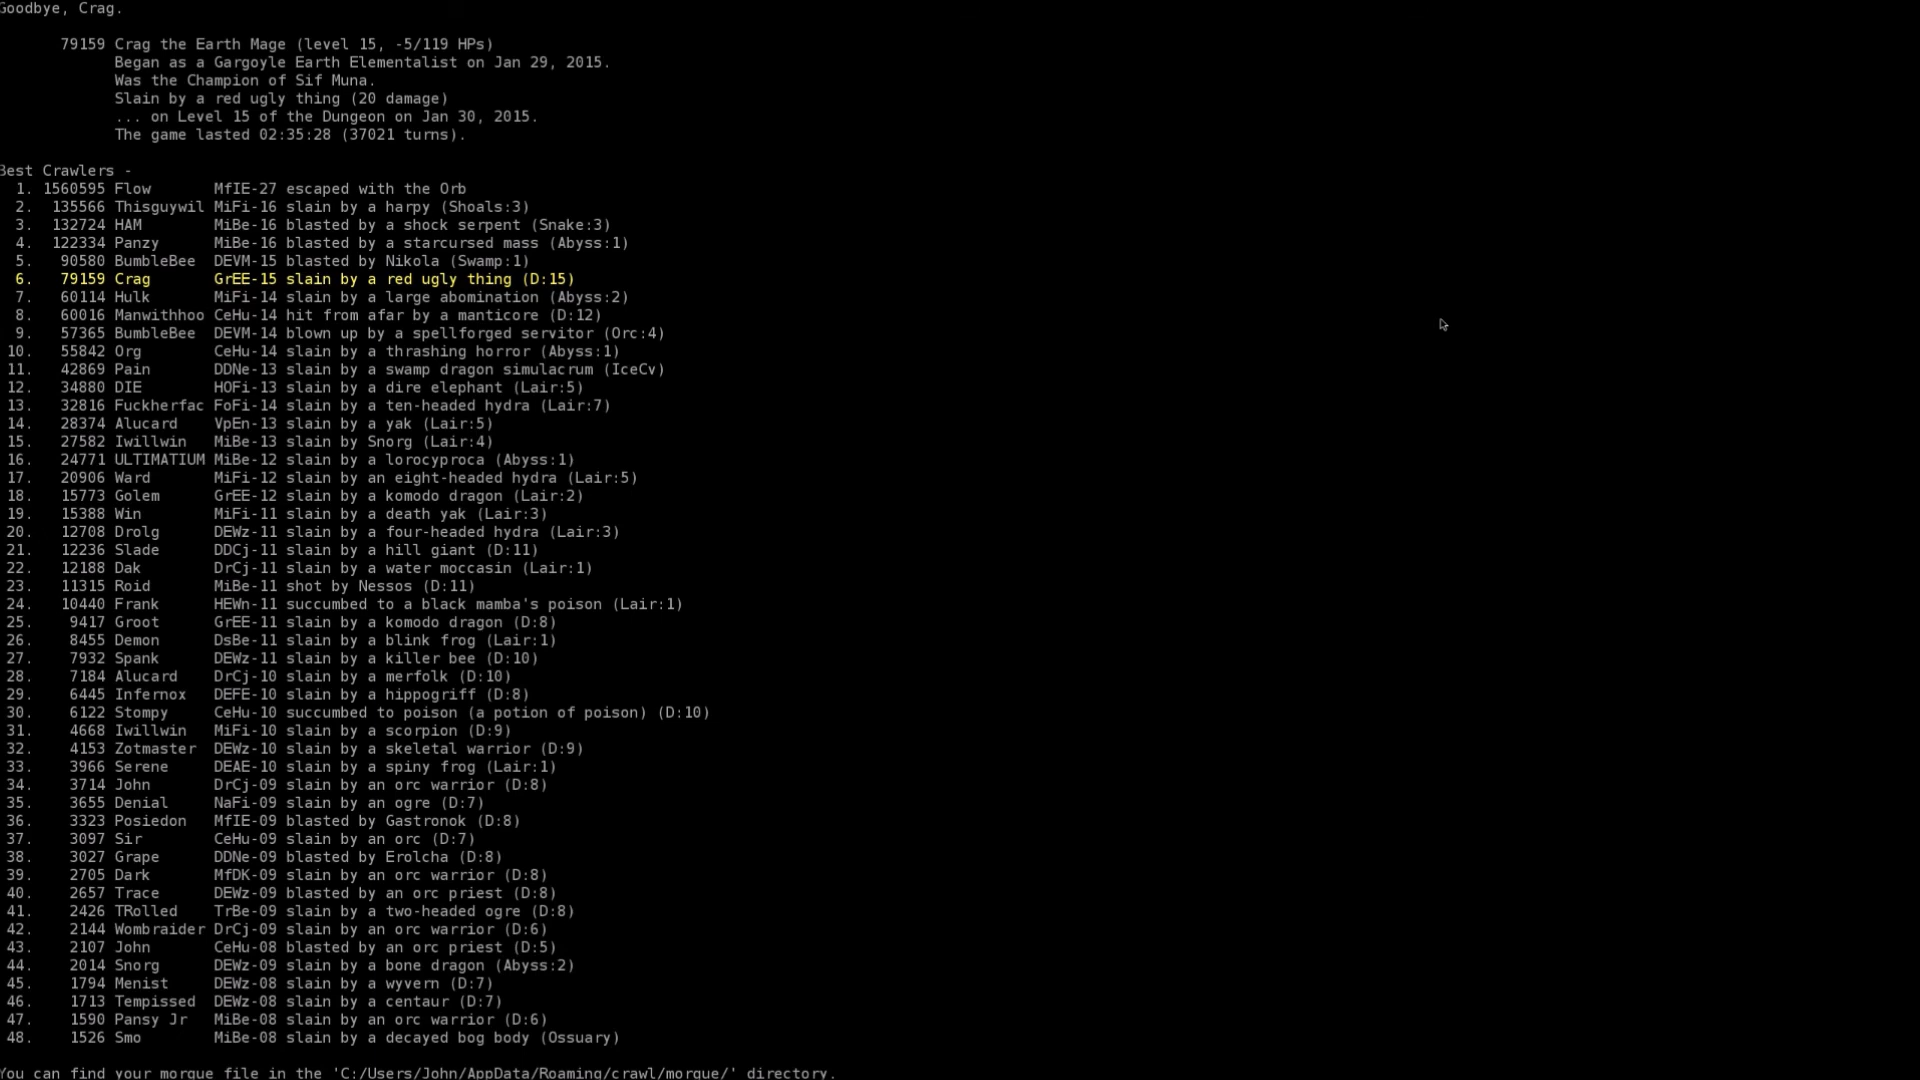 Goodbye, Crag.
79159 Crag the Earth Mage (level 15, -5/119 HPs)
Began as a Gargoyle Earth Elementalist on Jan 29, 2015.
Was the Champion of Sif Muna.
Slain by a red ugly thing (20 damage)
... on Level 15 of the Dungeon on Jan 30, 2015.
The game lasted 02:35:28 (37021 turns).
Best Crawlers -
1. 1560595 Flow MfIE-27 escaped with the Orb
2. 135566 Thisguywil MiFi-16 slain by a harpy (Shoals:3)
3. 132724 HAM MiBe-16 blasted by a shock serpent (Snake:3)
4. 122334 Panzy MiBe-16 blasted by a starcursed mass (Abyss:1)
5. 90580 BumbleBee DEVM-15 blasted by Nikola (Swamp:1)
6. 79159 Crag GrEE-15 slain by a red ugly thing (D:15)
7. 60114 Hulk MiFi-14 slain by a large abomination (Abyss:2)
8. 60016 Manwithhoo CeHu-14 hit from afar by a manticore (D:12)
9. 57365 BumbleBee DEVM-14 blown up by a spellforged servitor (Orc:4)
10. 55842 Org CeHu-14 slain by a thrashing horror (Abyss:1)
11. 42869 Pain DDNe-13 slain by a swamp dragon simulacrum (IceCv)
12. 34880 DIE HOFi-13 slain by a dire elephant (Lair:5)
13. 32816 Fuckherfac FoFi-14 slain by a ten-headed hydra (Lair:7)
14. 28374 Alucard VpEn-13 slain by a yak (Lair:5)
15. 27582 Iwillwin MiBe-13 slain by Snorg (Lair:4)
16. 24771 ULTIMATIUM MiBe-12 slain by a lorocyproca (Abyss:1)
17. 20906 Ward MiFi-12 slain by an eight-headed hydra (Lair:5)
18. 15773 Golem GrEE-12 slain by a komodo dragon (Lair:2)
19. 15388 Win MiFi-11 slain by a death yak (Lair:3)
20. 12708 Drolg DEWz-11 slain by a four-headed hydra (Lair:3)
21. 12236 Slade DDCj-11 slain by a hill giant (D:11)
22. 12188 Dak DrCj-11 slain by a water moccasin (Lair:1)
23. 11315 Roid MiBe-11 shot by Nessos (D:11)
24. 10440 Frank HEWn-11 succumbed to a black mamba's poison (Lair:1)
25. 9417 Groot GrEE-11 slain by a komodo dragon (D:8)
26. 8455 Demon DsBe-11 slain by a blink frog (Lair:1)
27. 7932 Spank DEWz-11 slain by a killer bee (D:10)
28. 7184 Alucard DrCj-10 slain by a merfolk (D:10)
29. 6445 Infernox DEFE-10 slain by a hippogriff (D:8)
30. 6122 Stompy CeHu-10 succumbed to poison (a potion of poison) (D:10)
31. 4668 Iwillwin MiFi-10 slain by a scorpion (D:9)
32. 4153 Zotmaster DEWz-10 slain by a skeletal warrior (D:9)
33. 3966 Serene DEAE-10 slain by a spiny frog (Lair:1)
34. 3714 John DrCj-09 slain by an orc warrior (D:8)
35. 3655 Denial NaFi-09 slain by an ogre (D:7)
36. 3323 Posiedon MfIE-09 blasted by Gastronok (D:8)
37. 3097 Sir CeHu-09 slain by an orc (D:7)
38. 3027 Grape DDNe-09 blasted by Erolcha (D:8)
39. 2705 Dark MfDK-09 slain by an orc warrior (D:8)
40. 2657 Trace DEWz-09 blasted by an orc priest (D:8)
41. 2426 TRolled TrBe-09 slain by a two-headed ogre (D:8)
42. 2144 Wombraider DrCj-09 slain by an orc warrior (D:6)
43. 2107 John CeHu-08 blasted by an orc priest (D:5)
44. 2014 Snorg DEWz-09 slain by a bone dragon (Abyss:2)
45. 1794 Menist DEWz-08 slain by a wyvern (D:7)
46. 1713 Tempissed DEWz-08 slain by a centaur (D:7)
47. 1590 Pansy Jr MiBe-08 slain by an orc warrior (D:6)
48. 1526 Smo MiBe-08 slain by a decayed bog body (Ossuary)
You can find your morgue file in the 'C:/Users/John/AppData/Roaming/crawl/morgue/' directory.